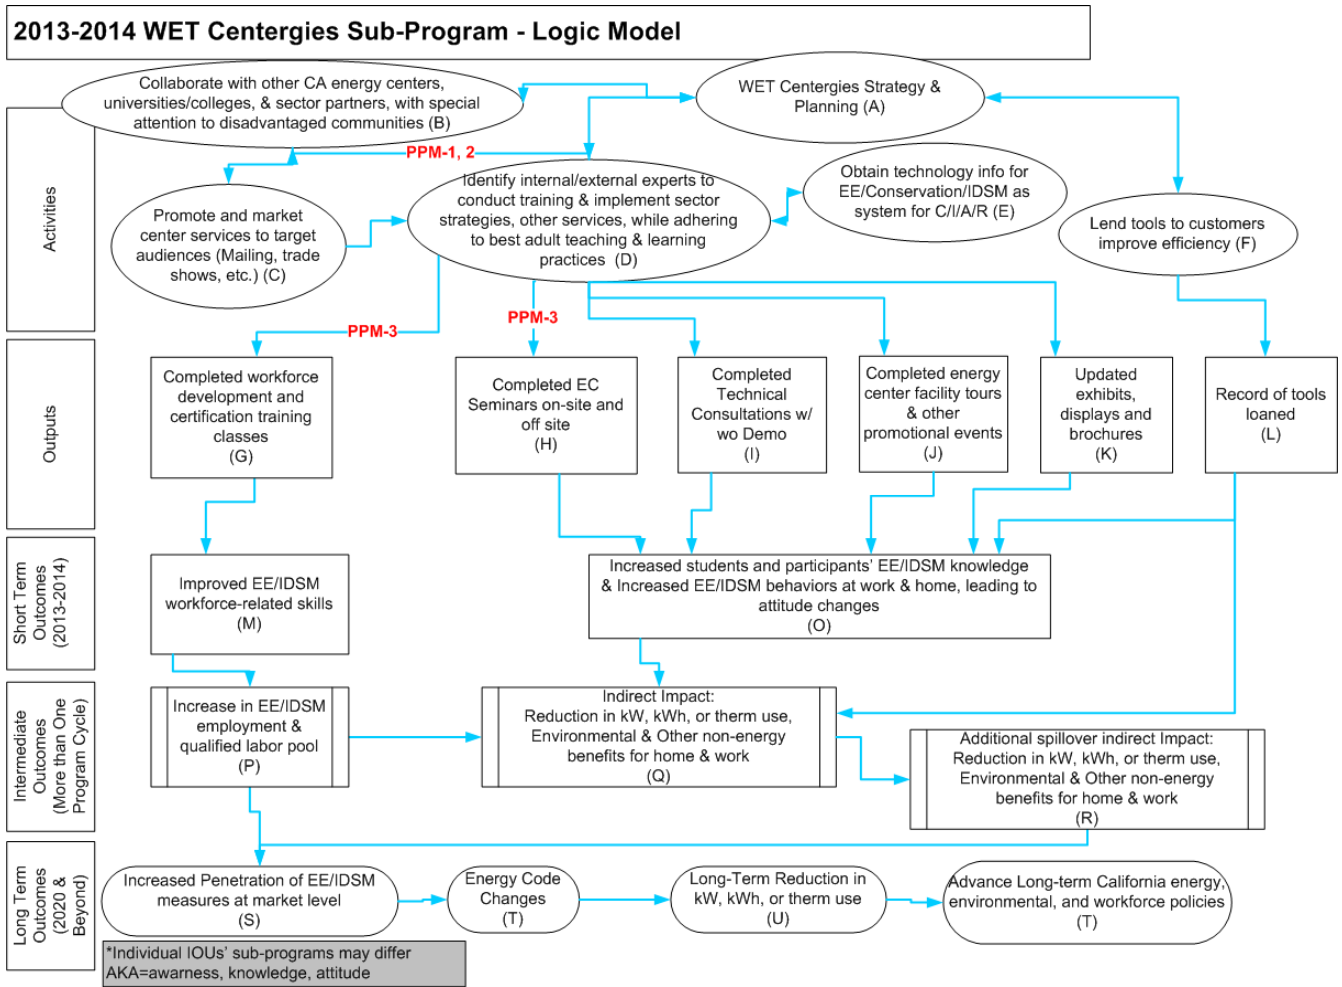 2013-2014 WET Centergies Sub-Program - Logic Model
Activities
Collaborate with other CA energy centers,
universities/colleges, & sector partners, with special
attention to disadvantaged communities (B)
WET Centergies Strategy &
Planning (A)
PPM-1, 2
Promote and market
center services to target
audiences (Mailing, trade
shows, etc.) (C)
Identify internal/external experts to
conduct training & implement sector
strategies, other services, while adhering
to best adult teaching & learning
practices (D)
Obtain technology info for
EE/Conservation/IDSM as
system for C/I/A/R (E)
Lend tools to customers
improve efficiency (F)
PPM-3
PPM-3
Outputs
Completed workforce
development and
certification training
classes
(G)
Completed EC
Seminars on-site and
off site
(H)
Completed
Technical
Consultations w/
wo Demo
(I)
Completed energy
center facility tours
& other
promotional events
(J)
Updated
exhibits,
displays and
brochures
(K)
Record of tools
loaned
(L)
Short Term
Outcomes
(2013-2014)
Improved EE/IDSM
workforce-related skills
(M)
Increased students and participants' EE/IDSM knowledge
& Increased EE/IDSM behaviors at work & home, leading to
attitude changes
(O)
Intermediate
Outcomes
(More than One
Program Cycle)
Increase in EE/IDSM
employment &
qualified labor pool
(P)
Indirect Impact:
Reduction in kW, kWh, or therm use,
Environmental & Other non-energy
benefits for home & work
(Q)
Additional spillover indirect Impact:
Reduction in kW, kWh, or therm use,
Environmental & Other non-energy
benefits for home & work
(R)
Long Term
Outcomes
(2020 &
Beyond)
Increased Penetration of EE/IDSM
measures at market level
(S)
Energy Code
Changes
(T)
Long-Term Reduction in
kW, kWh, or therm use
(U)
Advance Long-term California energy,
environmental, and workforce policies
(T)
*Individual IOUs' sub-programs may differ
AKA=awarness, knowledge, attitude